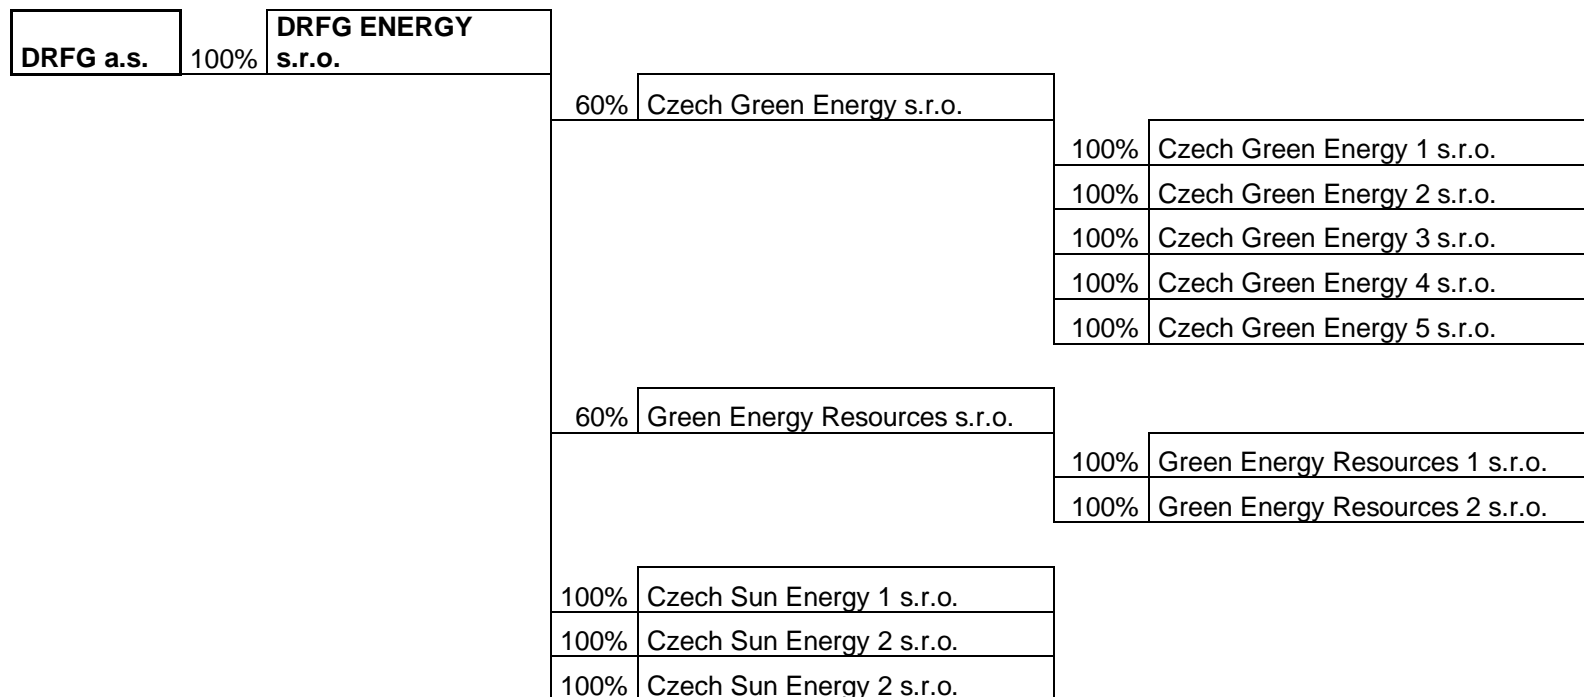 DRFG a.s. 100% DRFG ENERGY
s.r.o.
60% Czech Green Energy s.r.o.
100% Czech Green Energy 1 s.r.o.
100% Czech Green Energy 2 s.r.o.
100% Czech Green Energy 3 s.r.o.
100% Czech Green Energy 4 s.r.o.
100% Czech Green Energy 5 s.r.o.
60% Green Energy Resources s.r.o.
100% Green Energy Resources 1 s.r.o.
100% Green Energy Resources 2 s.r.o.
100% Czech Sun Energy 1 s.r.o.
100% Czech Sun Energy 2 s.r.o.
100% Czech Sun Energy 2 s.r.o.